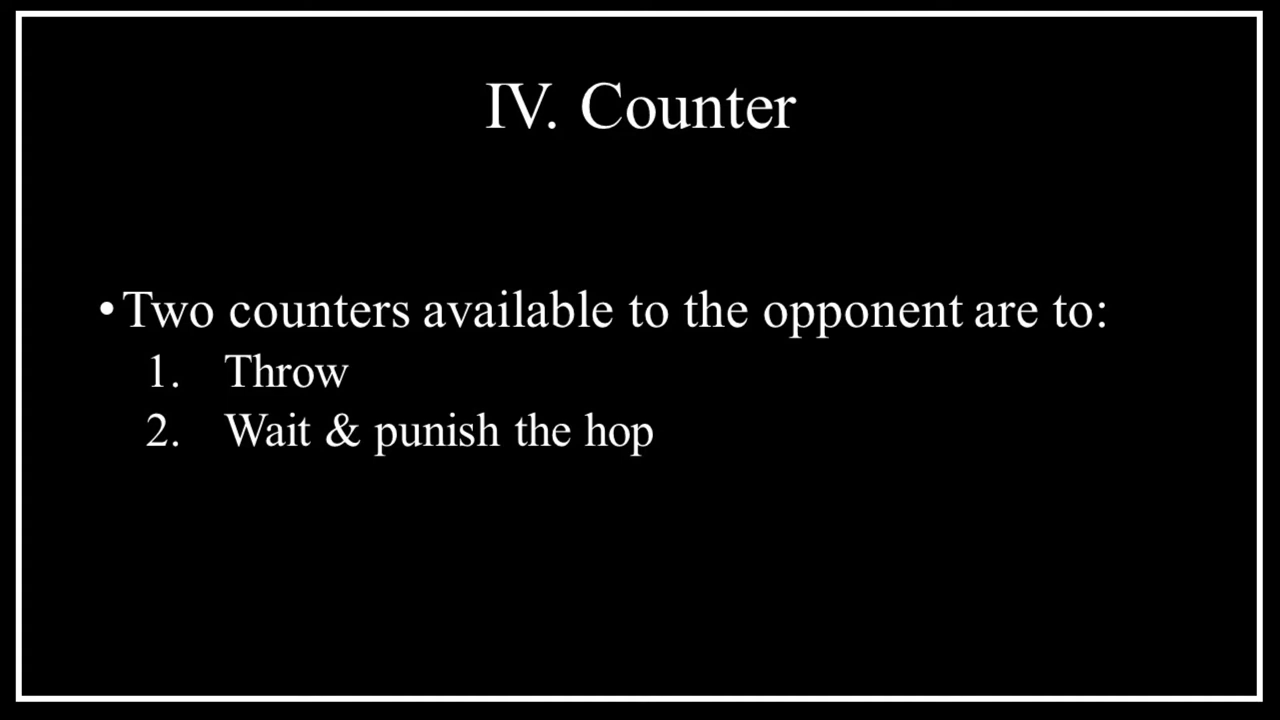 IV. Counter
•Two counters available to the opponent are to:
1. Throw
2. Wait & punish the hop